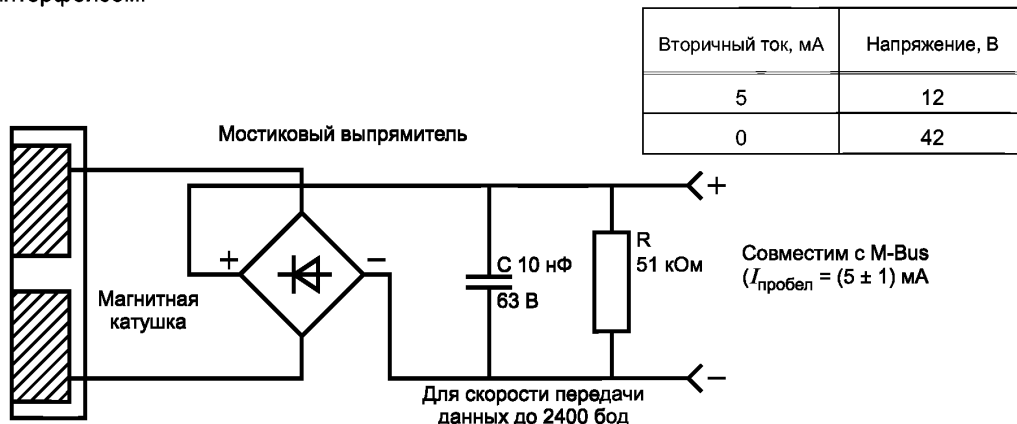 Вторичный ток, мА
Напряжение, В
5
12
0
42
Мостиковый выпрямитель
+
+
−
C 10 нФ
63 В
R
51 кОм
Совместим с M-Bus
(Iпробел = (5 ± 1) мА
Магнитная
катушка
−
Для скорости передачи
данных до 2400 бод